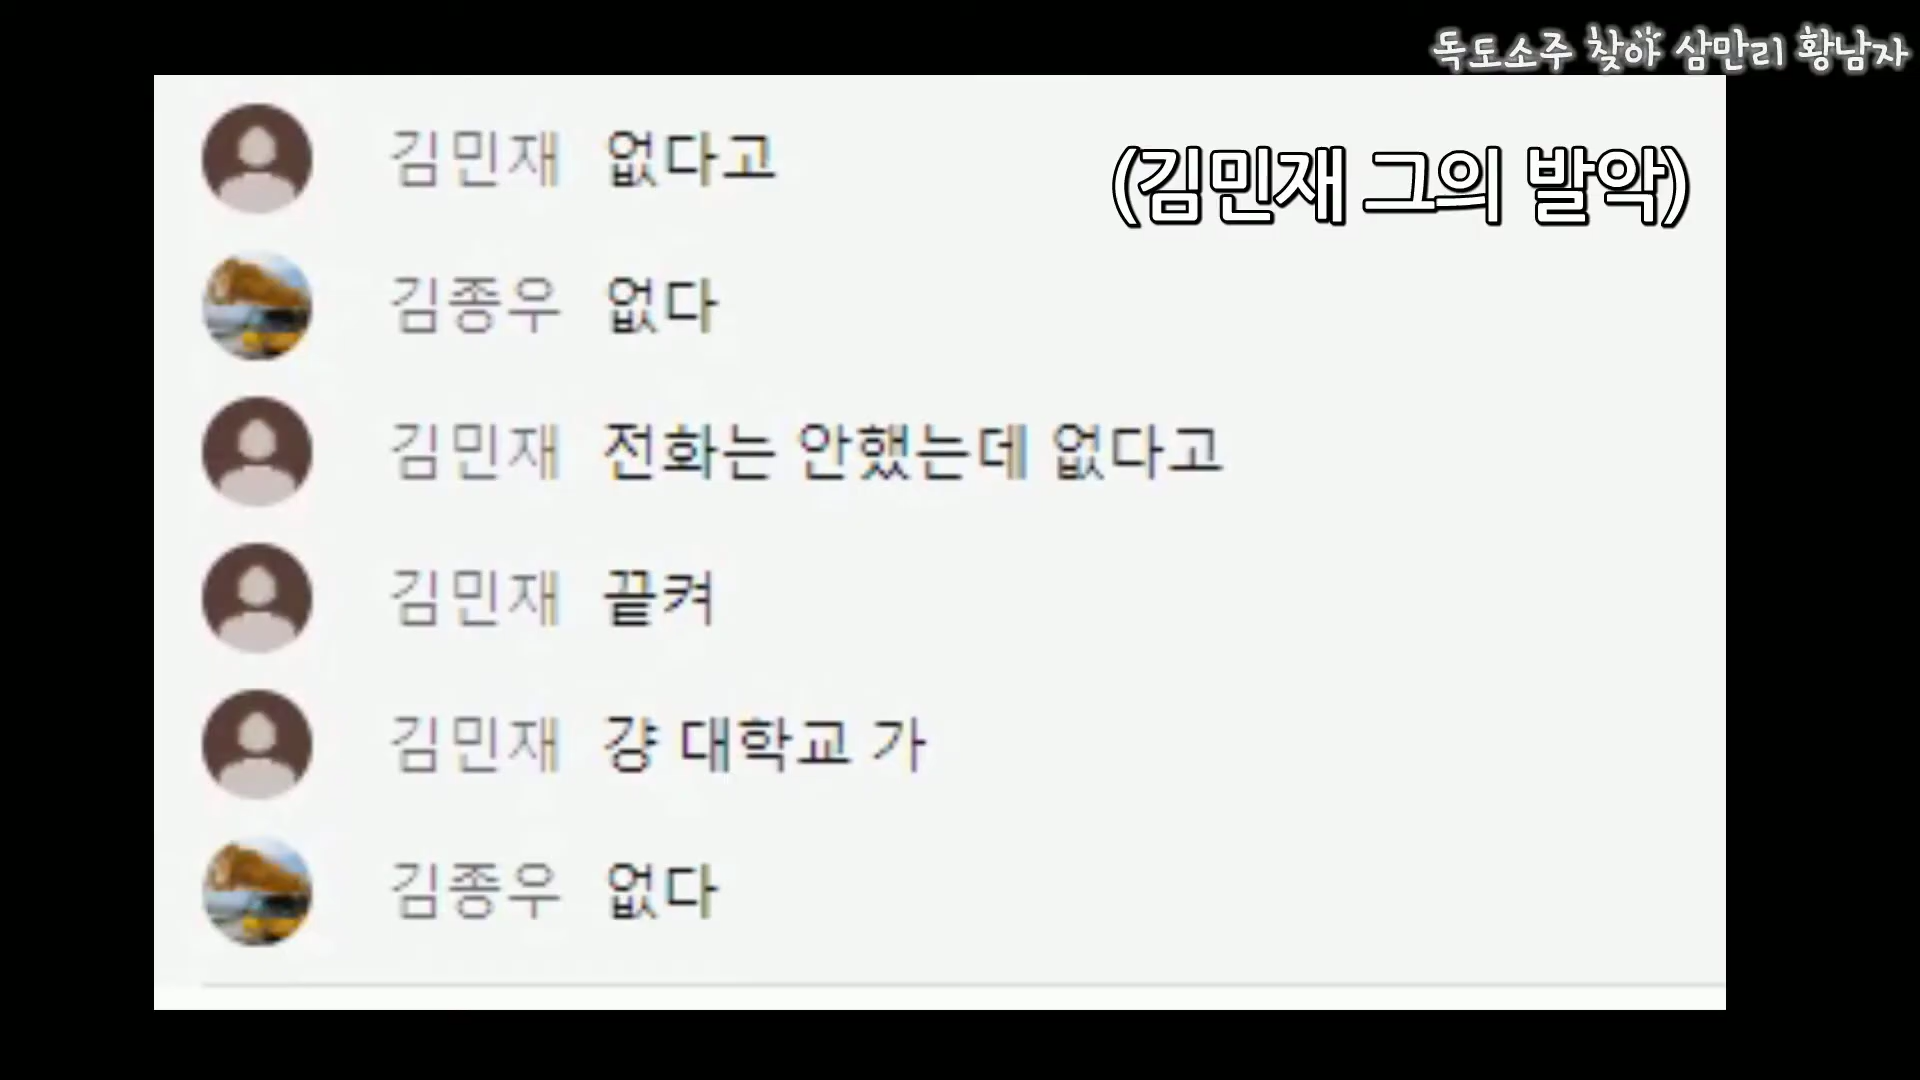 독도소주 찾아 삼만리 황남자
김민재 없다고
(김민재 그의 발악)
김종우 없다
김민재 전화는 안했는데 없다고
김민재 끝켜
김민재 걍 대학교 가
김종우 없다